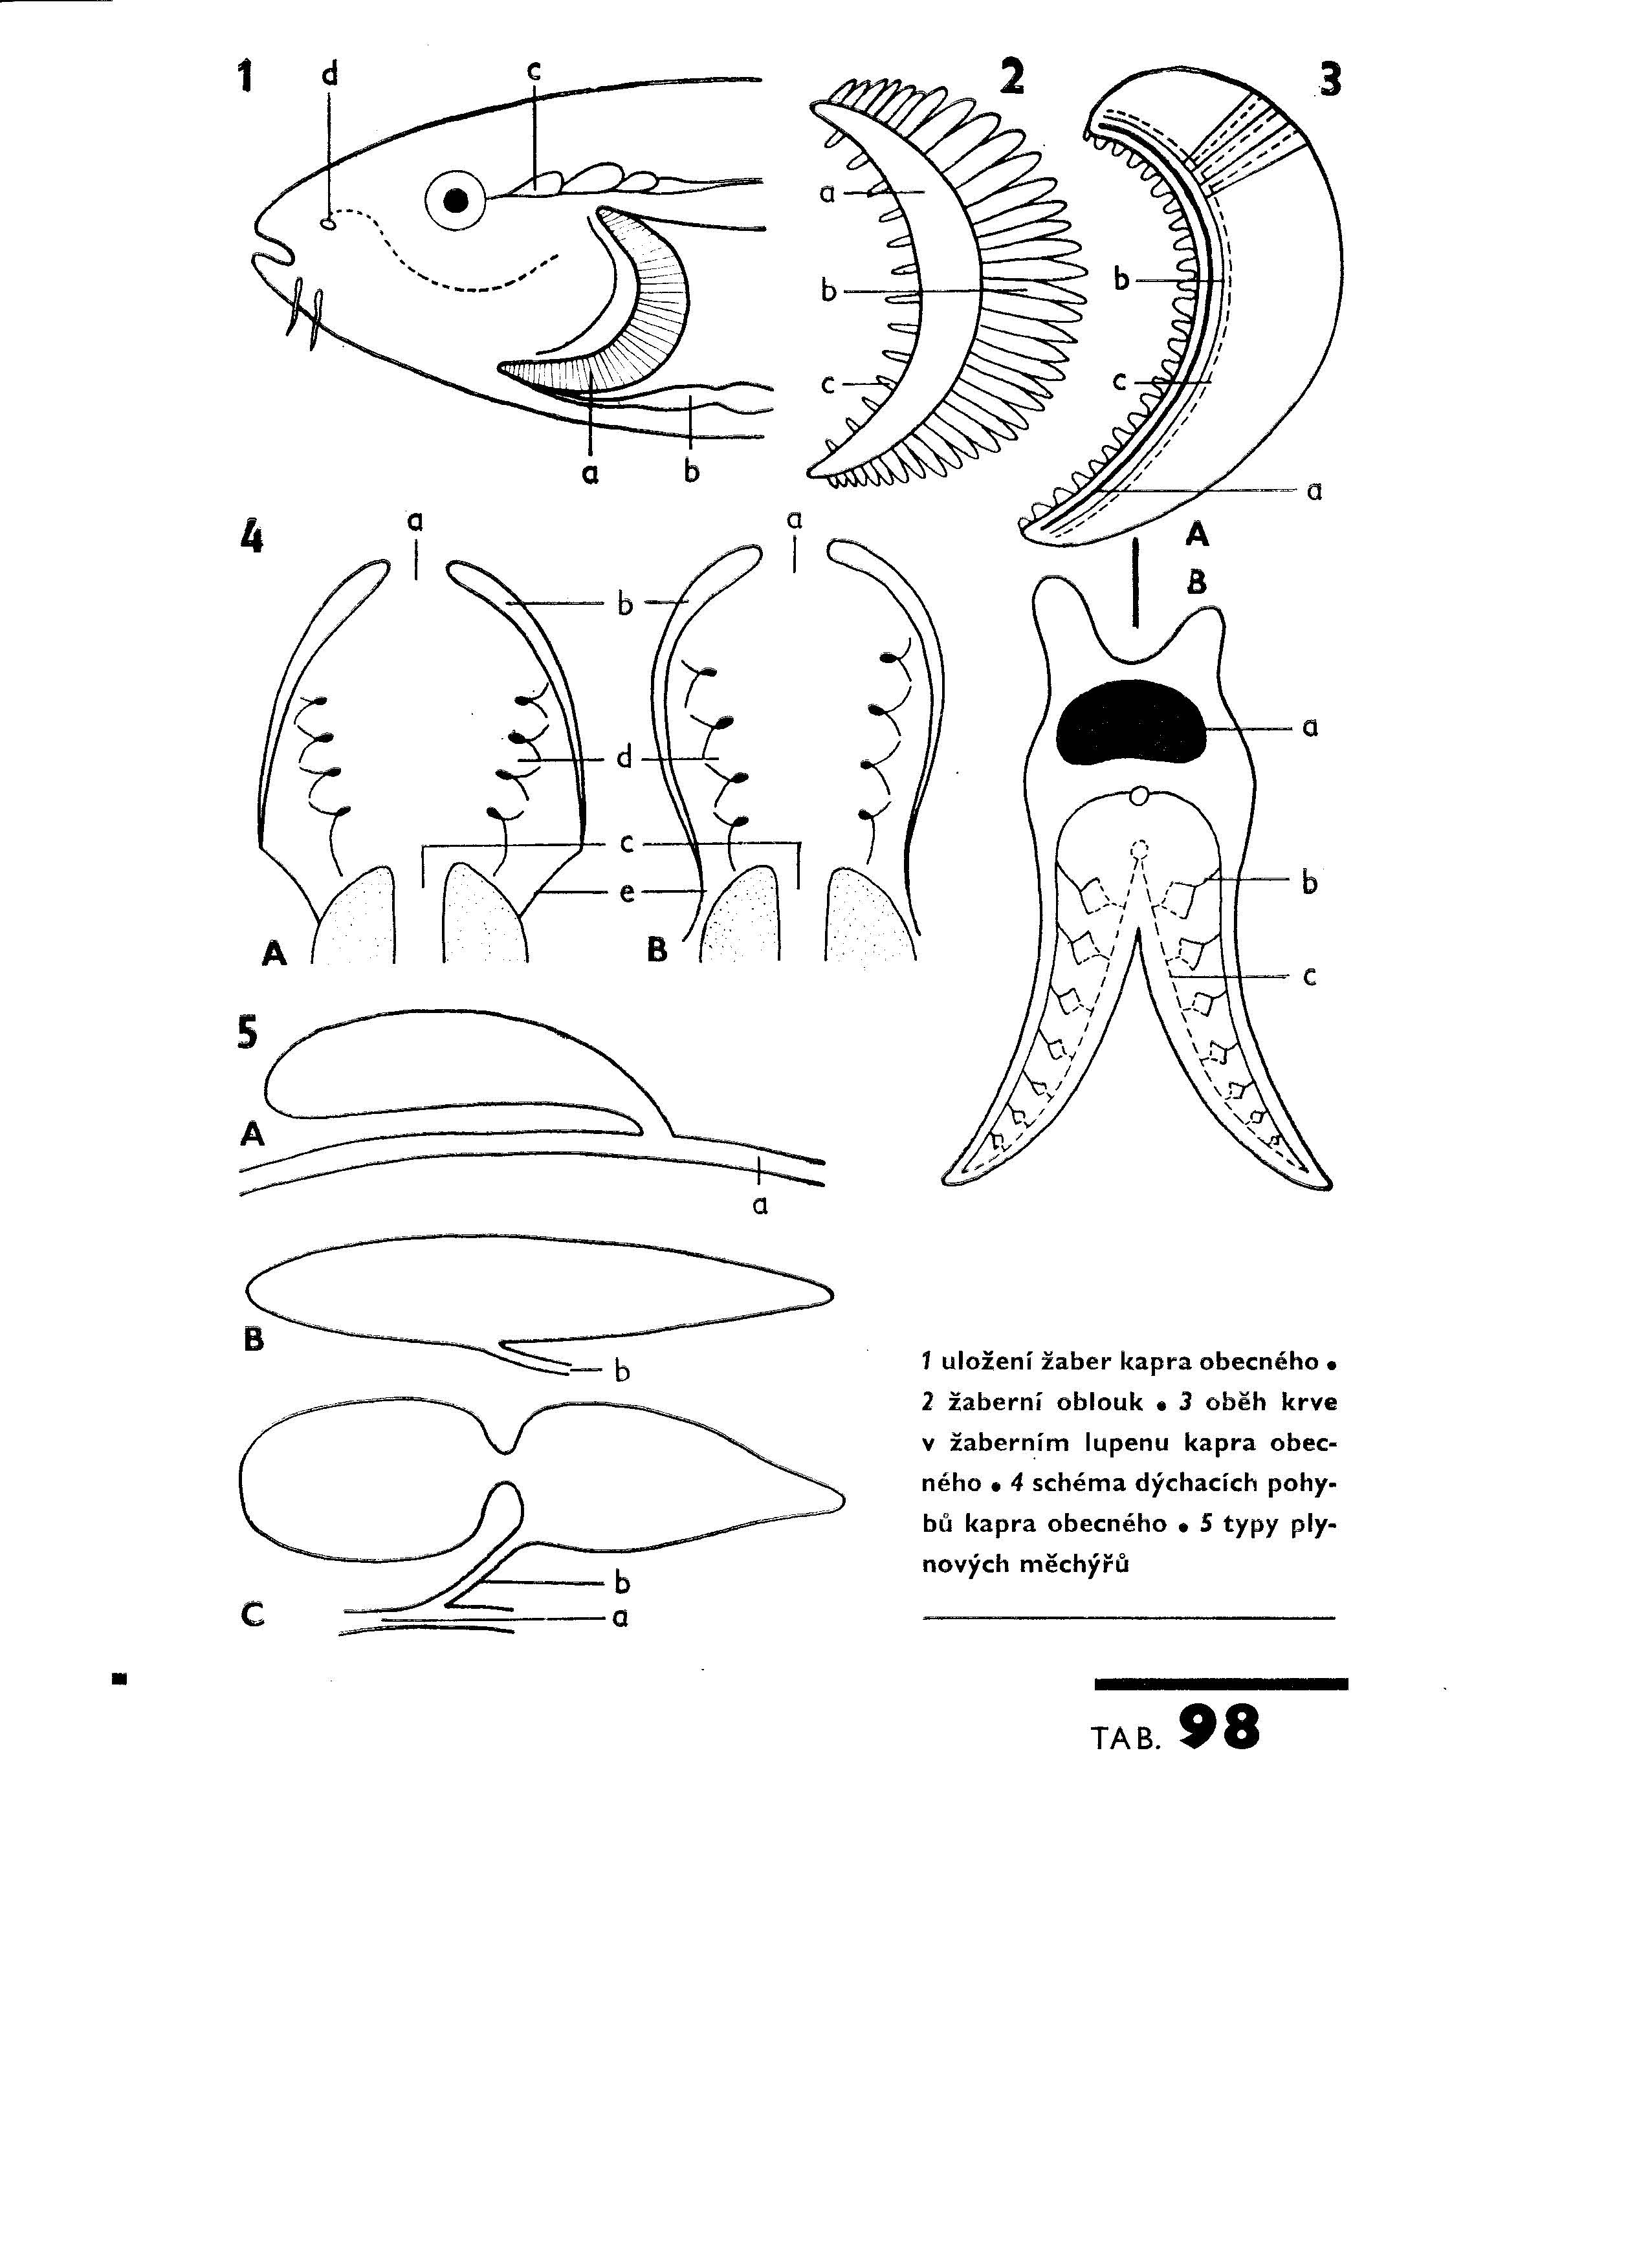 1 d c 2 3
a
b
b
c
c
a b
a
4 a a A
B
b
a
d
b
c
e
c
A B
5
A
a
B
b
C
b
a
1 uložení žaber kapra obecného •
2 žaberní oblouk • 3 oběh krve
v žaberním lupenu kapra obec-
ného • 4 schéma dýchacích pohy-
bů kapra obecného • 5 typy ply-
nových měchýřů
TAB. 98